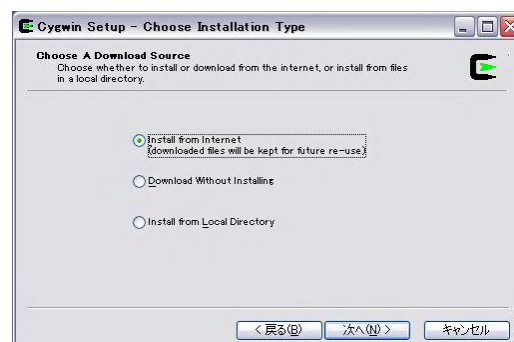 Cygwin Setup - Choose Installation Type
Choose A Download Source
Choose whether to install or download from the internet, or install from files
in a local directory.
Install from Internet
(downloaded files will be kept for future re-use)
Download Without Installing
Install from Local Directory
< 戻る(B)
次へ(N) >
キャンセル